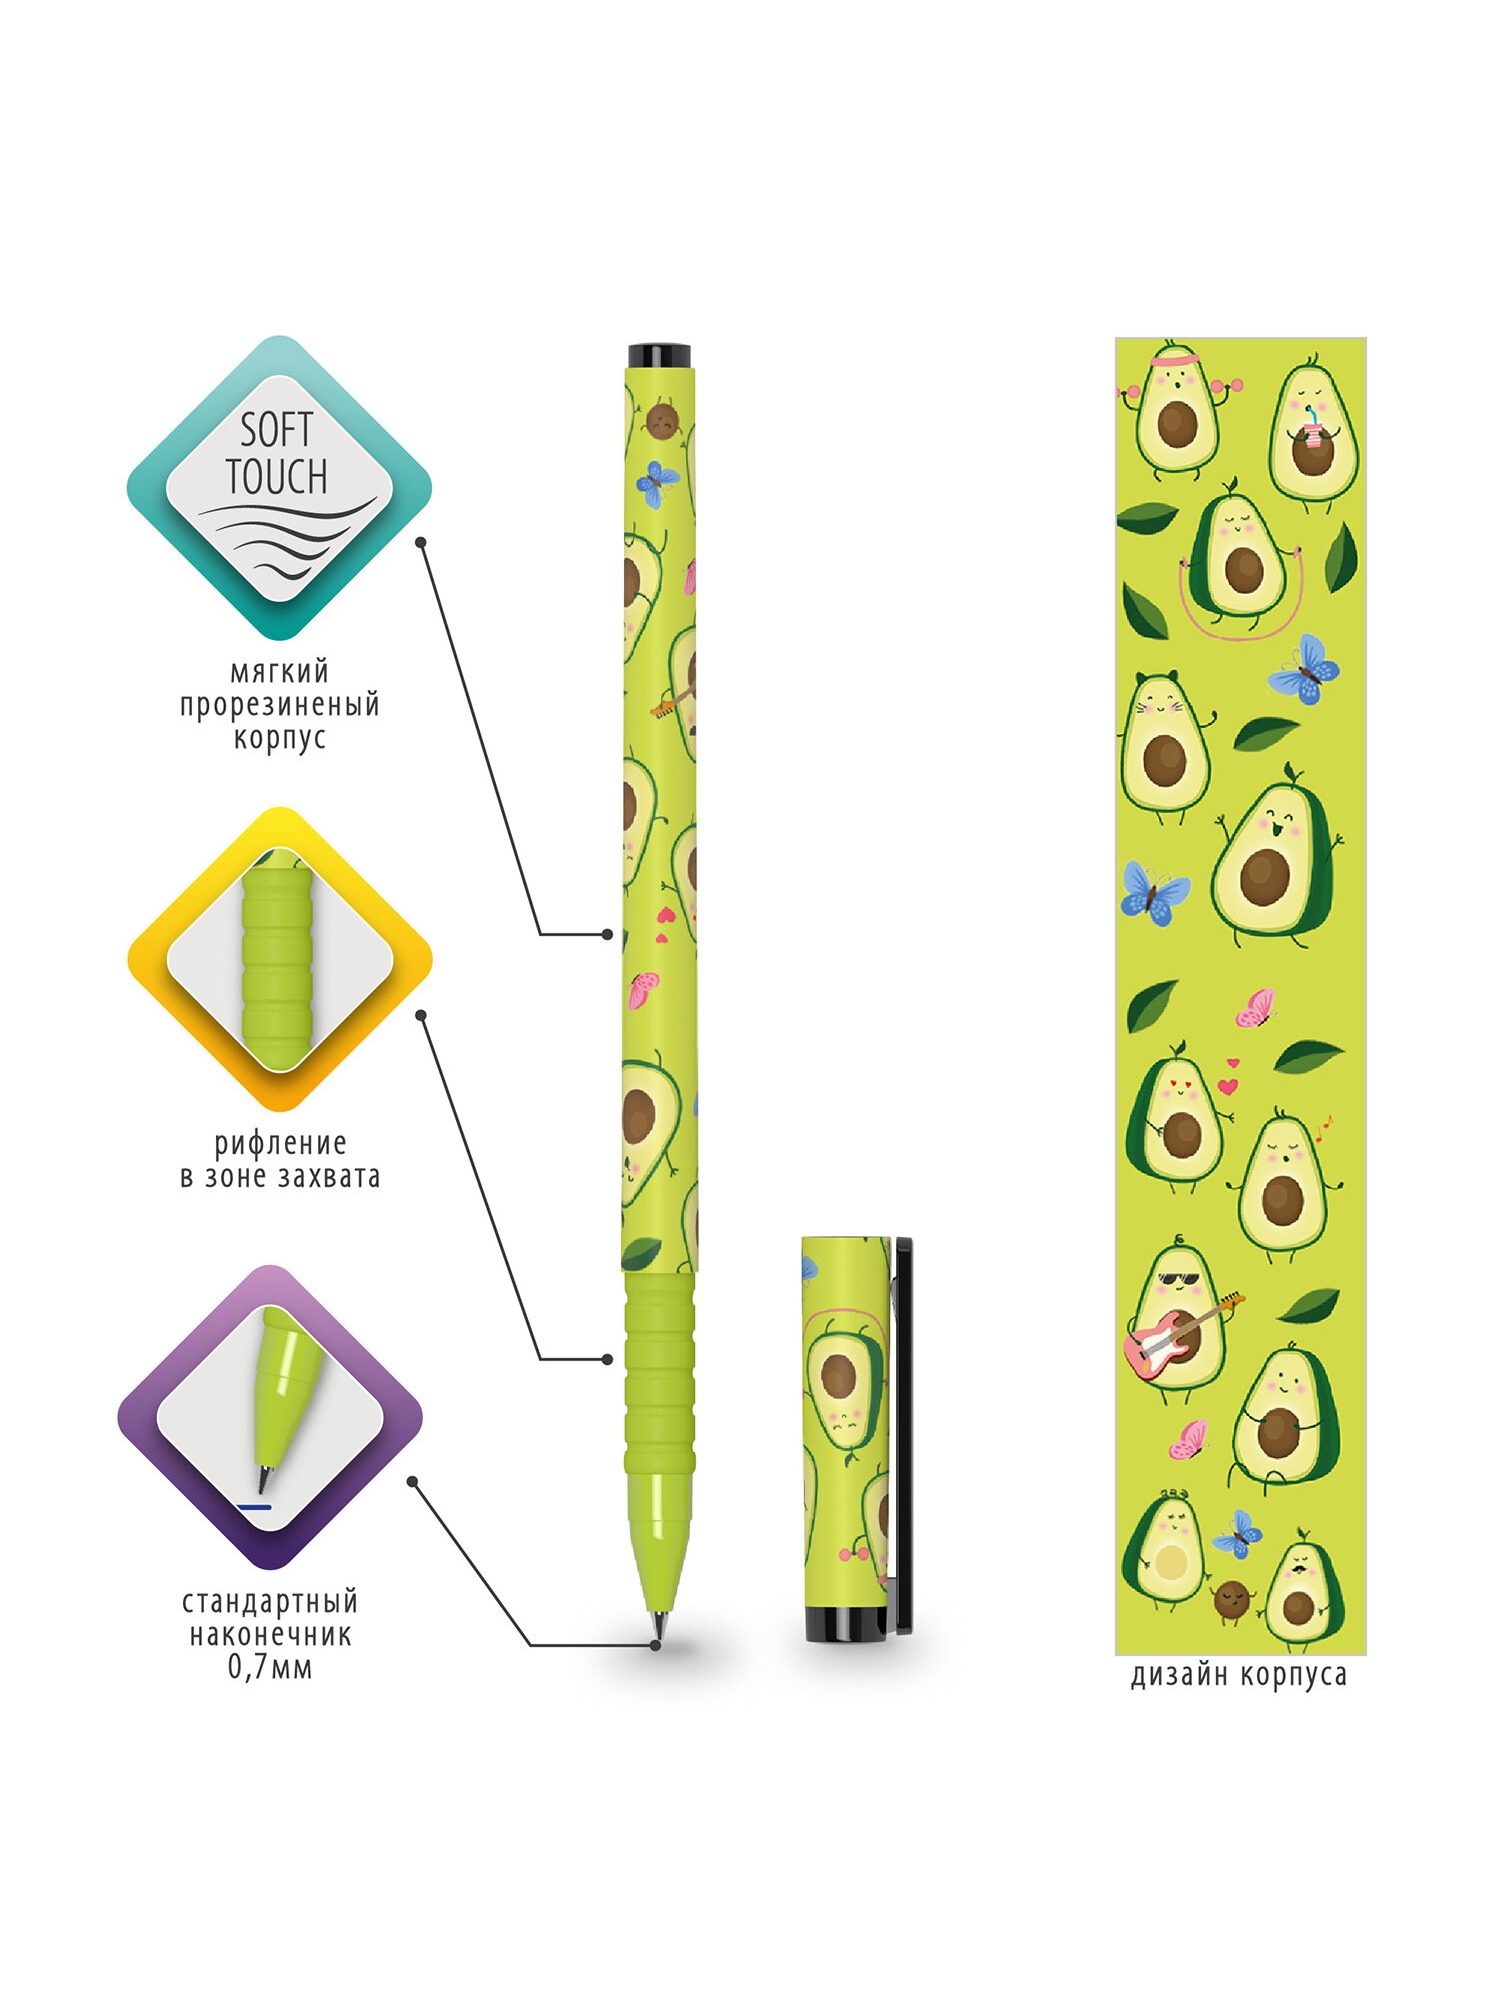 SOFT
TOUCH
мягкий
прорезиненый
корпус
рифление
в зоне захвата
стандартный
наконечник
0,7мм
дизайн корпуса